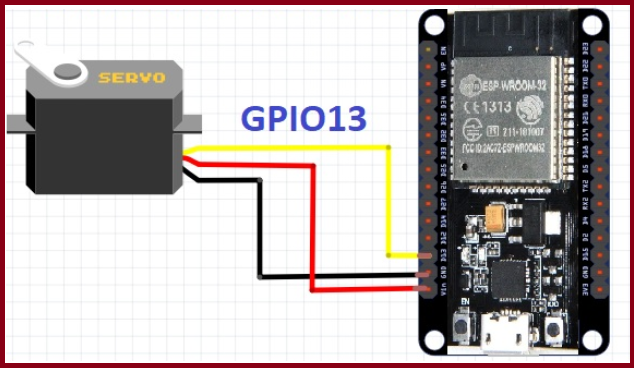 SERVO
GPIO13
ESP-WROOM-32
CE1313
211-161007
FCC ID:2AC7Z-ESPWROOM32
EN
VP
VN
D34
D35
D32
D33
D25
D26
D27
D14
D12
D13
GND
Vin
D23
D22
TX0
RX0
D21
D19
D18
D5
TX2
RX2
D4
D2
D15
GND
3V3
EN